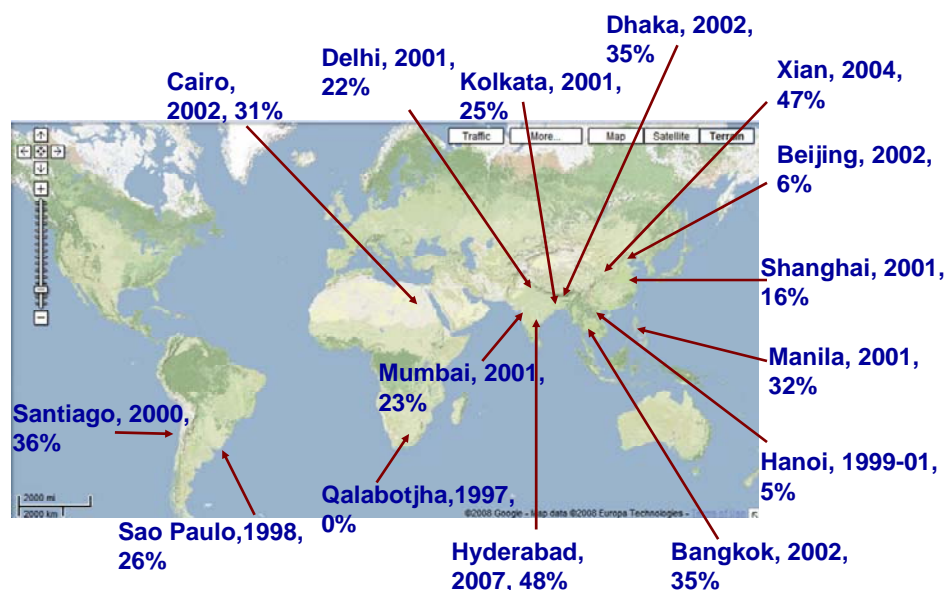 Dhaka, 2002,
35%
Delhi, 2001,
22%
Kolkata, 2001,
25%
Xian, 2004,
47%
Cairo,
2002, 31%
Traffic
More...
Map
Satellite
Terrain
Beijing, 2002,
6%
Shanghai, 2001,
16%
Manila, 2001,
32%
Mumbai, 2001,
23%
Santiago, 2000,
36%
Hanoi, 1999-01,
5%
Qalabotjha,1997,
0%
2000 mi
2000 km
©2008 Google - Map data ©2008 Europa Technologies - Terms of Use
Sao Paulo,1998,
26%
Hyderabad,
2007, 48%
Bangkok, 2002,
35%